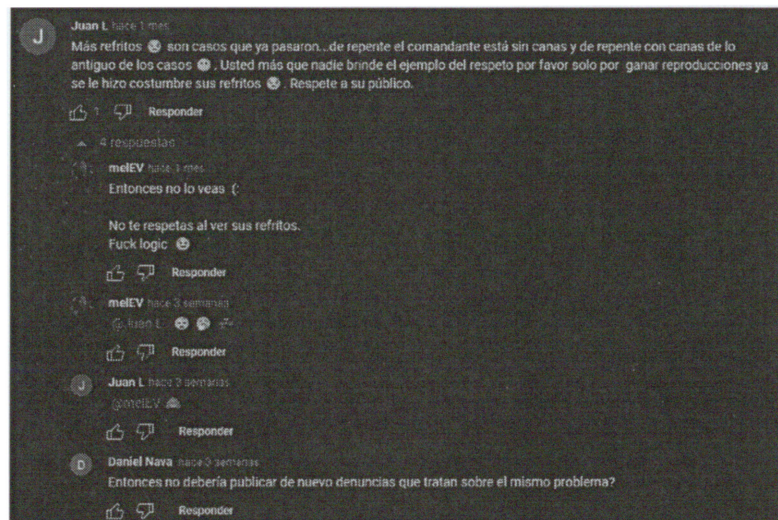 J
Juan L hace 1 mes
Más refritos 😒 son casos que ya pasaron...de repente el comandante está sin canas y de repente con canas de lo
antiguo de los casos 😶. Usted más que nadie brinde el ejemplo del respeto por favor solo por ganar reproducciones ya
se le hizo costumbre sus refritos 😒. Respete a su público.
1 Responder
4 respuestas
melEV hace 1 mes
Entonces no lo veas (:
No te respetas al ver sus refritos.
Fuck logic
Responder
melEV hace 3 semanas
@Juan L
Responder
J
Juan L hace 3 semanas
@melEV
Responder
D
Daniel Nava hace 3 semanas
Entonces no debería publicar de nuevo denuncias que tratan sobre el mismo problema?
Responder